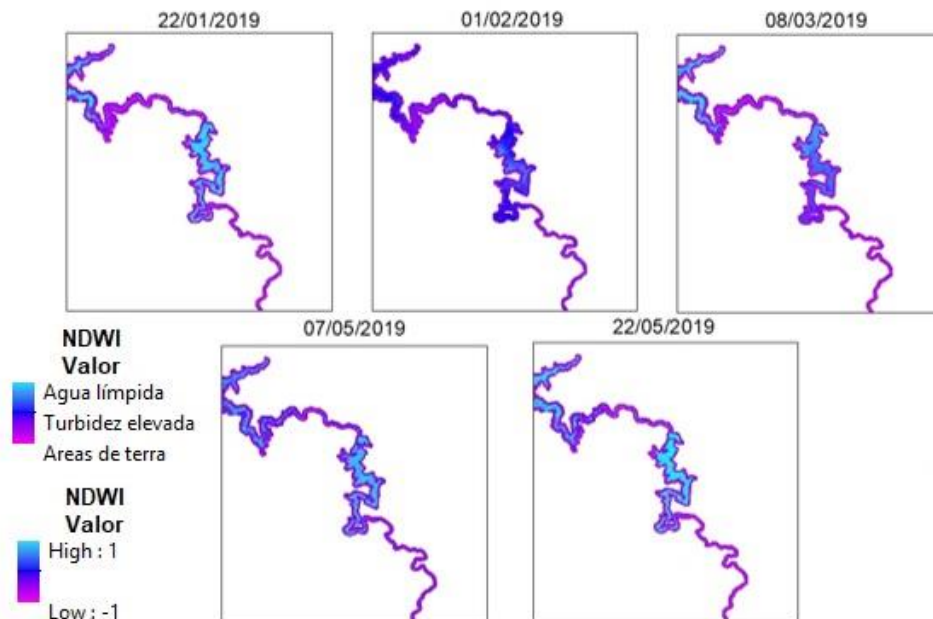 22/01/2019
01/02/2019
08/03/2019
07/05/2019
22/05/2019
NDWI
Valor
Agua límpida
Turbidez elevada
Areas de terra
NDWI
Valor
High : 1
Low : -1